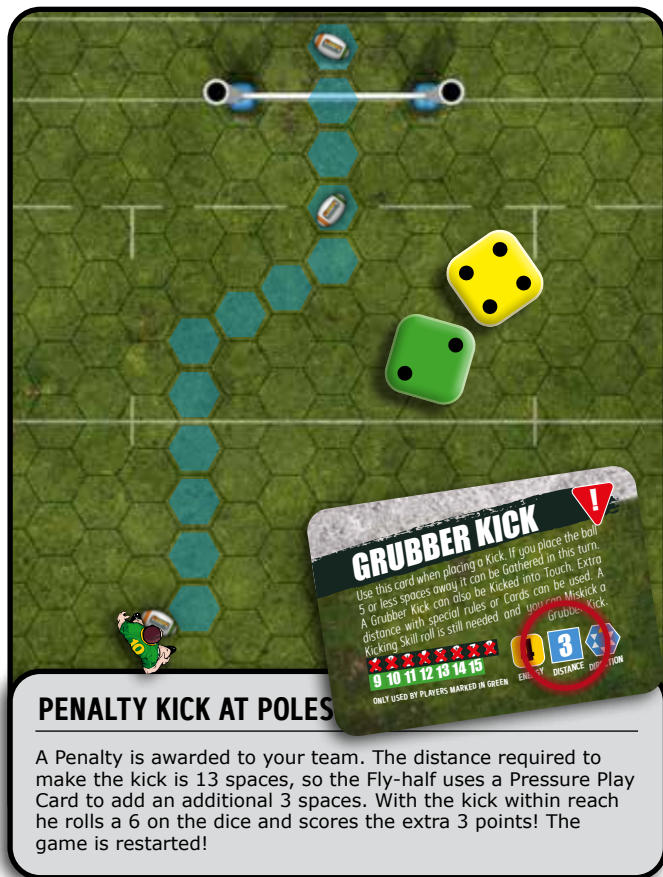 !
GRUBBER KICK
Use this card when placing a Kick. If you place the ball
5 or less spaces away it can be Gathered in this turn.
A Grubber Kick can also be Kicked into Touch. Extra
distance with special rules or Cards can be used. A
Kicking Skill roll is still needed and you can Miskick a
Grubber Kick.
9 10 11 12 13 14 15
4 3
ENERGY DISTANCE DIRECTION
ONLY USED BY PLAYERS MARKED IN GREEN
10
PENALTY KICK AT POLES
A Penalty is awarded to your team. The distance required to
make the kick is 13 spaces, so the Fly-half uses a Pressure Play
Card to add an additional 3 spaces. With the kick within reach
he rolls a 6 on the dice and scores the extra 3 points! The
game is restarted!